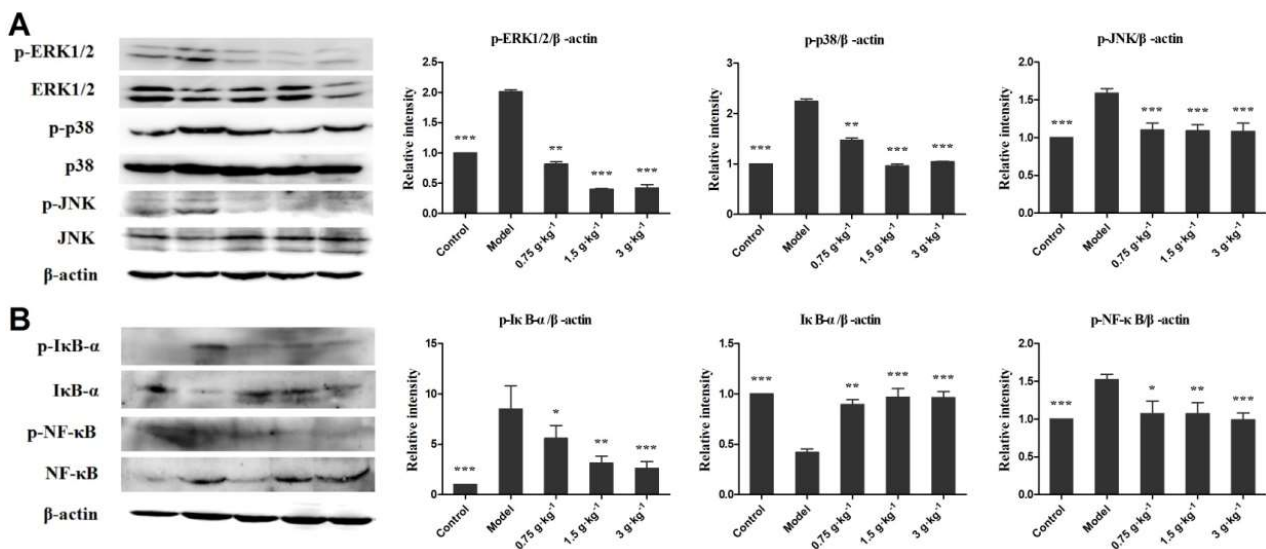 A
p-ERK1/2
ERK1/2
p-p38
p38
p-JNK
JNK
β-actin
p-ERK1/2/β -actin
Relative intensity
2.5
2.0
1.5
1.0
0.5
0.0
***
**
***
***
Control
Model
0.75 g·kg⁻¹
1.5 g·kg⁻¹
3 g·kg⁻¹
p-p38/β -actin
Relative intensity
3
2
1
0
***
**
***
***
Control
Model
0.75 g·kg⁻¹
1.5 g·kg⁻¹
3 g·kg⁻¹
p-JNK/β -actin
Relative intensity
2.0
1.5
1.0
0.5
0.0
***
***
***
***
Control
Model
0.75 g·kg⁻¹
1.5 g·kg⁻¹
3 g·kg⁻¹
B
p-IκB-α
IκB-α
p-NF-κB
NF-κB
β-actin
p-Iκ B-α /β -actin
Relative intensity
15
10
5
0
***
*
**
***
Control
Model
0.75 g·kg⁻¹
1.5 g·kg⁻¹
3 g·kg⁻¹
Iκ B-α /β -actin
Relative intensity
1.5
1.0
0.5
0.0
***
**
***
***
Control
Model
0.75 g·kg⁻¹
1.5 g·kg⁻¹
3 g·kg⁻¹
p-NF-κ B/β -actin
Relative intensity
2.0
1.5
1.0
0.5
0.0
***
*
**
***
Control
Model
0.75 g·kg⁻¹
1.5 g·kg⁻¹
3 g·kg⁻¹